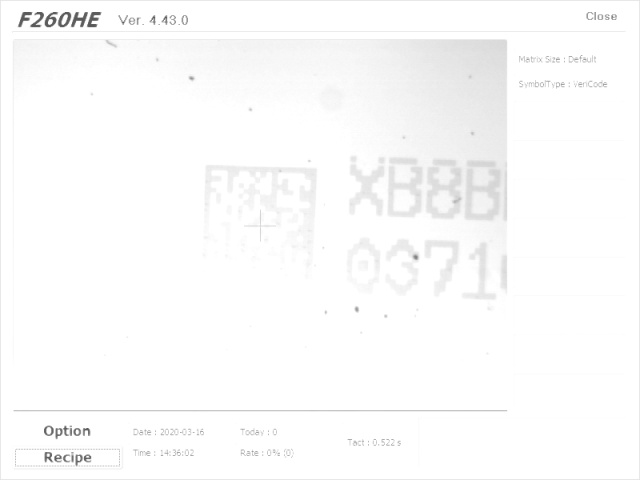 F260HE Ver. 4.43.0
Close
Matrix Size : Default
SymbolType : VeriCode
XB8B
0371
Option
Date : 2020-03-16
Today : 0
Tact : 0.522 s
Recipe
Time : 14:36:02
Rate : 0% (0)